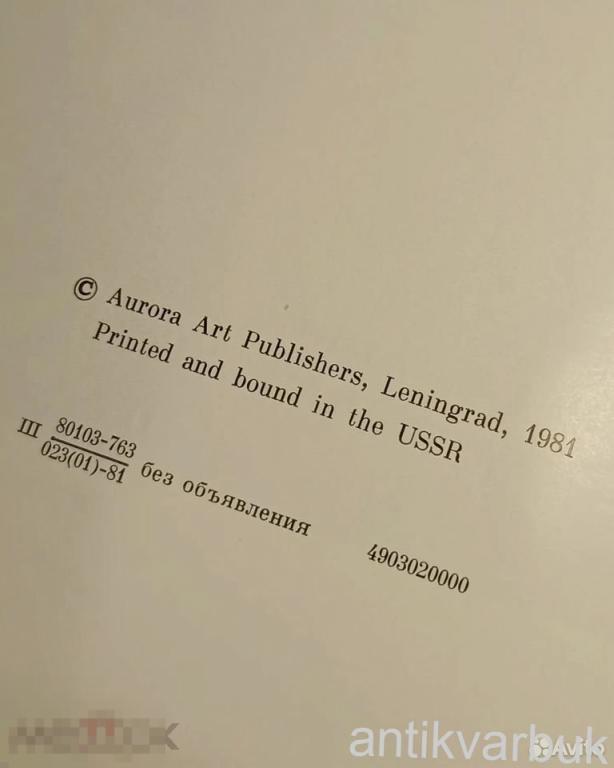 © Aurora Art Publishers, Leningrad, 1981
Printed and bound in the USSR
Ш 80103-763
023(01)-81 без объявления 4903020000
antikvarbuk
Avito